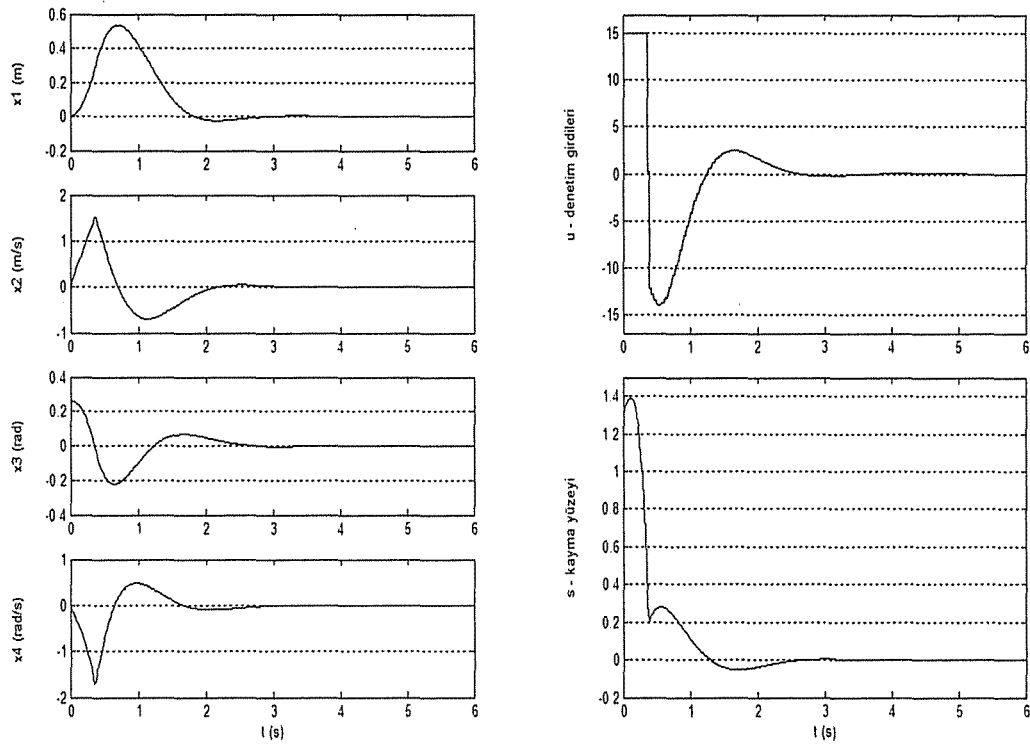 0.6
0.4
0.2
0
-0.2
x1 (m)
0 1 2 3 4 5 6
2
1
0
-1
x2 (m/s)
0 1 2 3 4 5 6
0.4
0.2
0
-0.2
-0 4
x3 (rad)
0 1 2 3 4 5 6
1
0
-1
-2
x4 (rad/s)
0 1 2 3 4 5 6
t (s)
15
10
5
0
-5
-10
-15
u - denetim girdileri
0 1 2 3 4 5 6
1.4
1.2
1
0.8
0.6
0.4
0.2
0
-0 2
s - kayma yüzeyi
0 1 2 3 4 5 6
t (s)